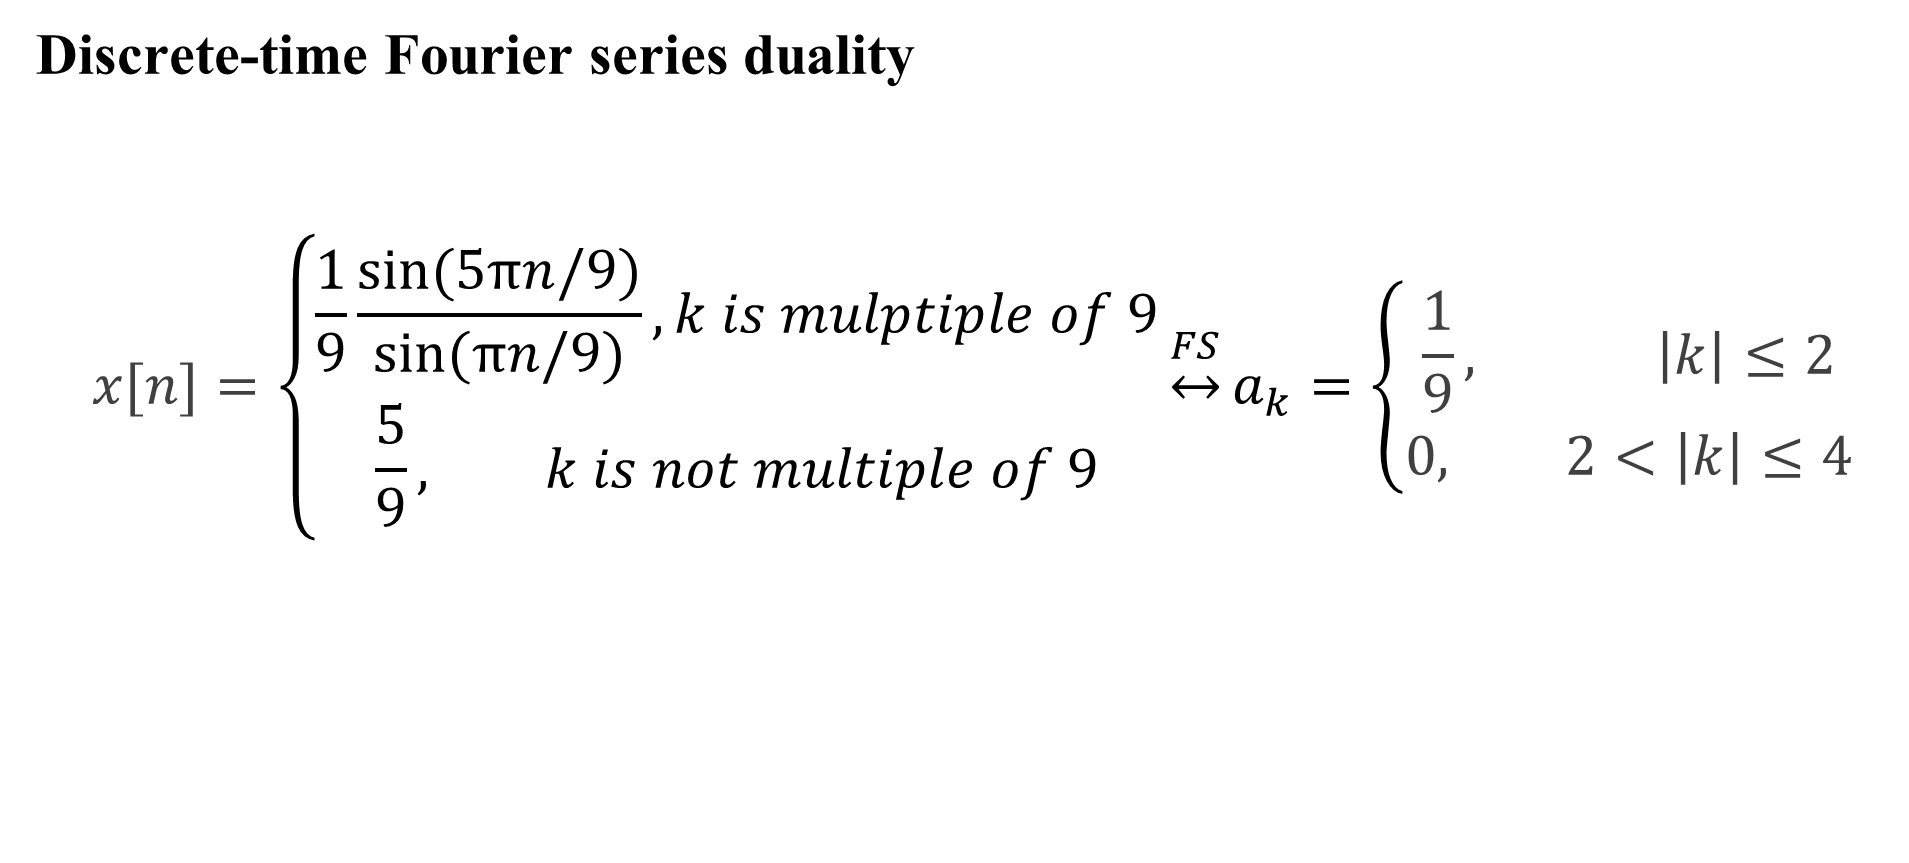 Discrete-time Fourier series duality
x[n] = { 1/9 sin(5πn/9)/sin(πn/9), k is mulptiple of 9
5/9, k is not multiple of 9
FS ↔ aₖ = { 1/9, |k| ≤ 2
0, 2 < |k| ≤ 4